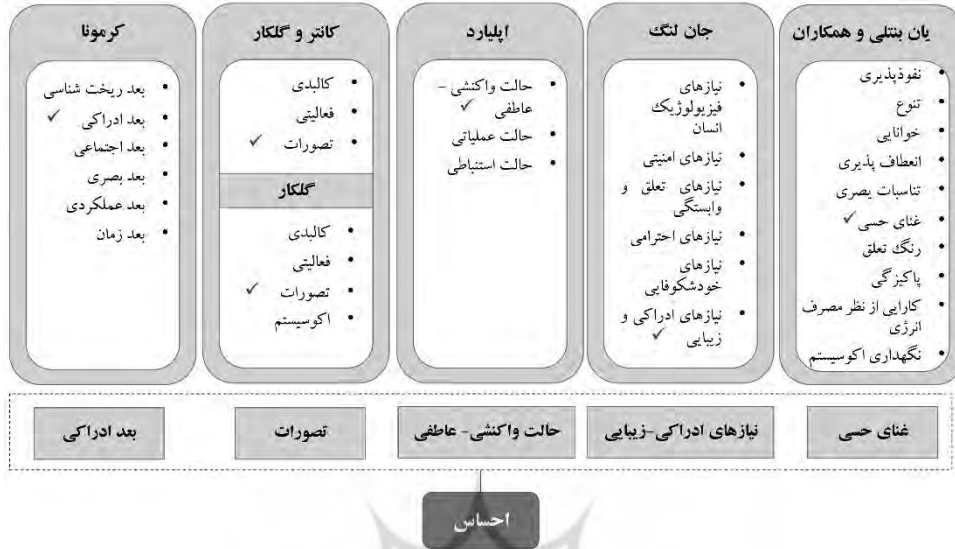 یان بنتلی و همکاران
• نفوذپذیری
• تنوع
• خوانایی
• انعطاف پذیری
• تناسبات بصری
• غنای حسی ✓
• رنگ تعلق
• پاکیزگی
• کارایی از نظر مصرف
انرژی
• نگهداری اکوسیستم
جان لنگ
• نیازهای
فیزیولوژیک
انسان
• نیازهای امنیتی
• نیازهای تعلق و
وابستگی
• نیازهای احترامی
• نیازهای
خودشکوفایی
• نیازهای ادراکی و
زیبایی ✓
اپلیارد
• حالت واکنشی –
عاطفی ✓
• حالت عملیاتی
• حالت استنباطی
کانتر و گلکار
• کالبدی
• فعالیتی
• تصورات ✓
گلکار
• کالبدی
• فعالیتی
• تصورات ✓
• اکوسیستم
کرمونا
• بعد ریخت شناسی
• بعد ادراکی ✓
• بعد اجتماعی
• بعد بصری
• بعد عملکردی
• بعد زمان
غنای حسی
نیازهای ادراکی-زیبایی
حالت واکنشی- عاطفی
تصورات
بعد ادراکی
احساس